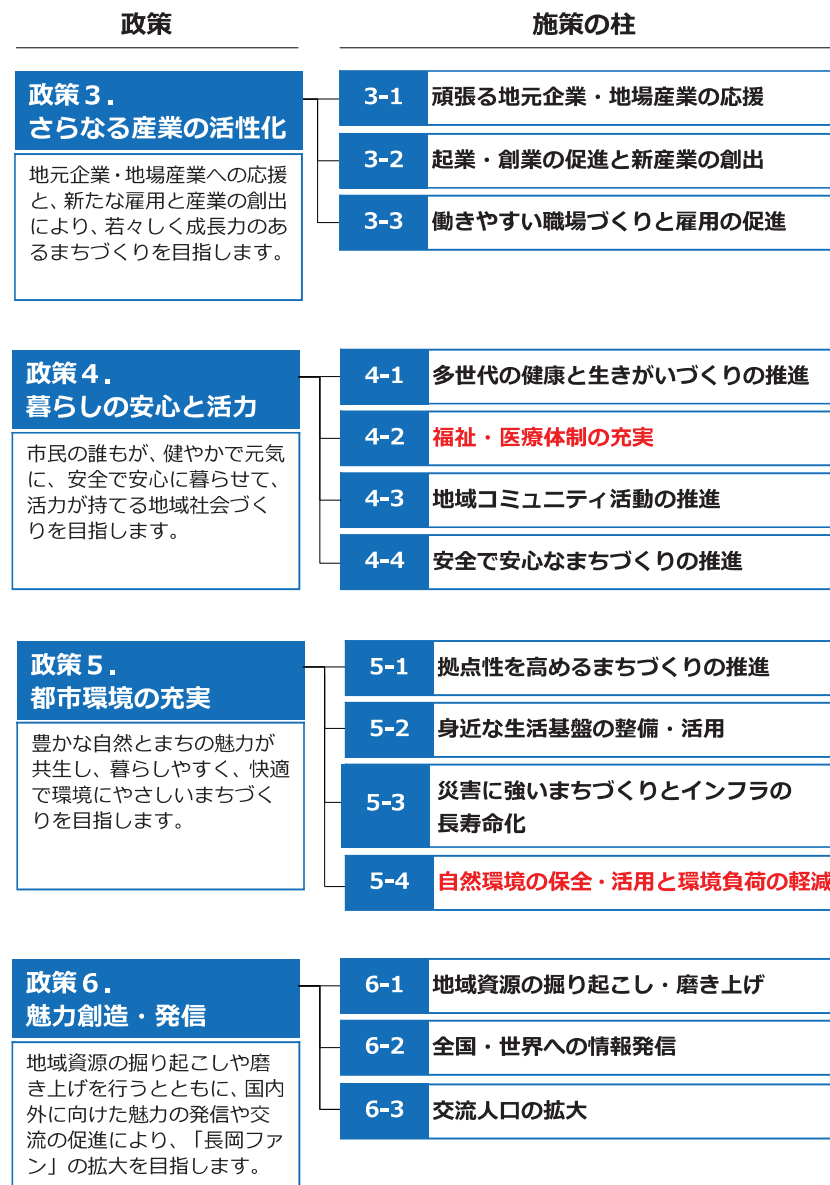 政策
施策の柱
政策３．
さらなる産業の活性化
地元企業・地場産業への応援
と、新たな雇用と産業の創出
により、若々しく成長力のあ
るまちづくりを目指します。
3-1 頑張る地元企業・地場産業の応援
3-2 起業・創業の促進と新産業の創出
3-3 働きやすい職場づくりと雇用の促進
政策４．
暮らしの安心と活力
市民の誰もが、健やかで元気
に、安全で安心に暮らせて、
活力が持てる地域社会づく
りを目指します。
4-1 多世代の健康と生きがいづくりの推進
4-2 福祉・医療体制の充実
4-3 地域コミュニティ活動の推進
4-4 安全で安心なまちづくりの推進
政策５．
都市環境の充実
豊かな自然とまちの魅力が
共生し、暮らしやすく、快適
で環境にやさしいまちづく
りを目指します。
5-1 拠点性を高めるまちづくりの推進
5-2 身近な生活基盤の整備・活用
5-3 災害に強いまちづくりとインフラの
長寿命化
5-4 自然環境の保全・活用と環境負荷の軽減
政策６．
魅力創造・発信
地域資源の掘り起こしや磨
き上げを行うとともに、国内
外に向けた魅力の発信や交
流の促進により、「長岡ファ
ン」の拡大を目指します。
6-1 地域資源の掘り起こし・磨き上げ
6-2 全国・世界への情報発信
6-3 交流人口の拡大